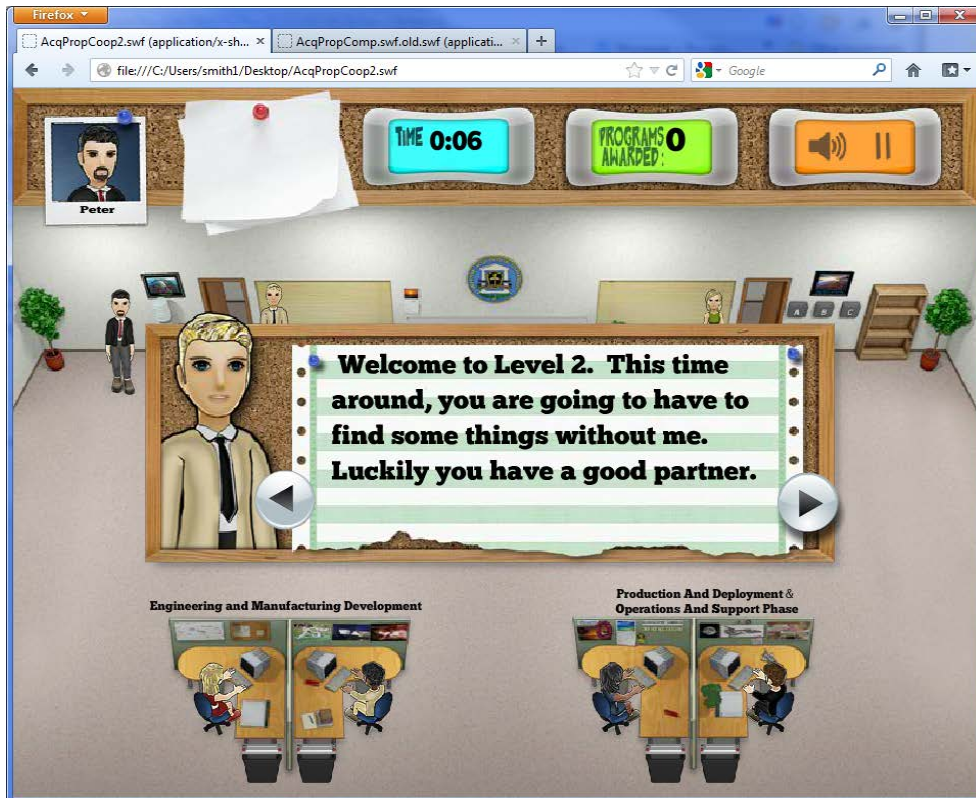 Firefox
AcqPropCoop2.swf (application/x-sh...
AcqPropComp.swf.old.swf (applicati...
file:///C:/Users/smith1/Desktop/AcqPropCoop2.swf
Google
Peter
TIME 0:06
PROGRAMS 0
AWARDED:
A B C
Welcome to Level 2. This time
around, you are going to have to
find some things without me.
Luckily you have a good partner.
Engineering and Manufacturing Development
Production And Deployment &
Operations And Support Phase